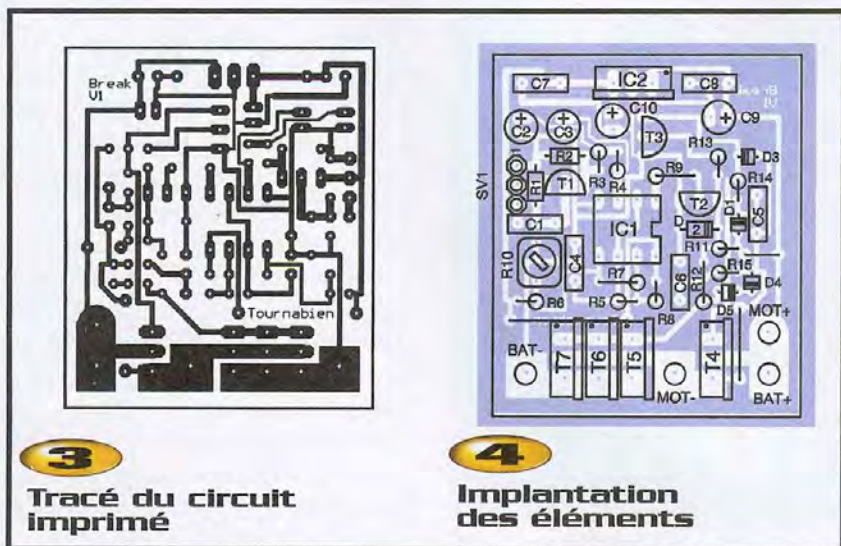 Break
V1
Tournabien
3
Tracé du circuit
imprimé
C7
IC2
C8
C10
C9
C2
C3
T3
R13
D3
R2
R3
R4
R9
R14
SV1
R1
T1
T2
D1
C5
C1
IC1
D
2
R11
R10
C4
R7
C6
R12
R15
D4
R6
R5
R8
D5
MOT+
BAT-
T7
T6
T5
T4
MOT-
BAT+
4
Implantation
des éléments